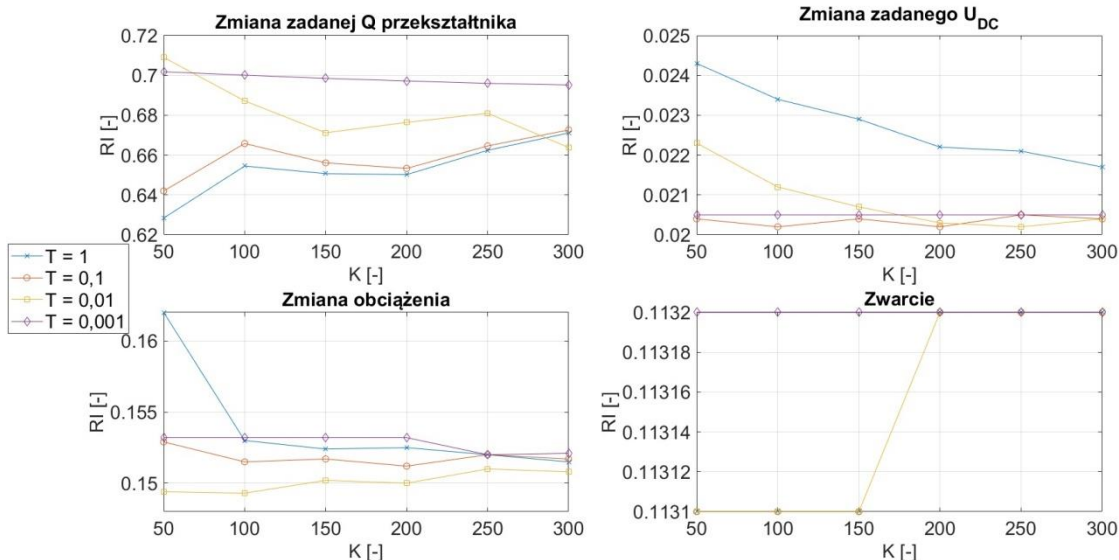 Zmiana zadanej Q przekształtnika
0.72
0.7
0.68
0.66
0.64
0.62
RI [-]
50 100 150 200 250 300
K [-]
Zmiana zadanego U_DC
0.025
0.024
0.023
0.022
0.021
0.02
RI [-]
50 100 150 200 250 300
K [-]
T = 1
T = 0,1
T = 0,01
T = 0,001
Zmiana obciążenia
0.16
0.155
0.15
RI [-]
50 100 150 200 250 300
K [-]
Zwarcie
0.1132
0.11318
0.11316
0.11314
0.11312
0.1131
RI [-]
50 100 150 200 250 300
K [-]